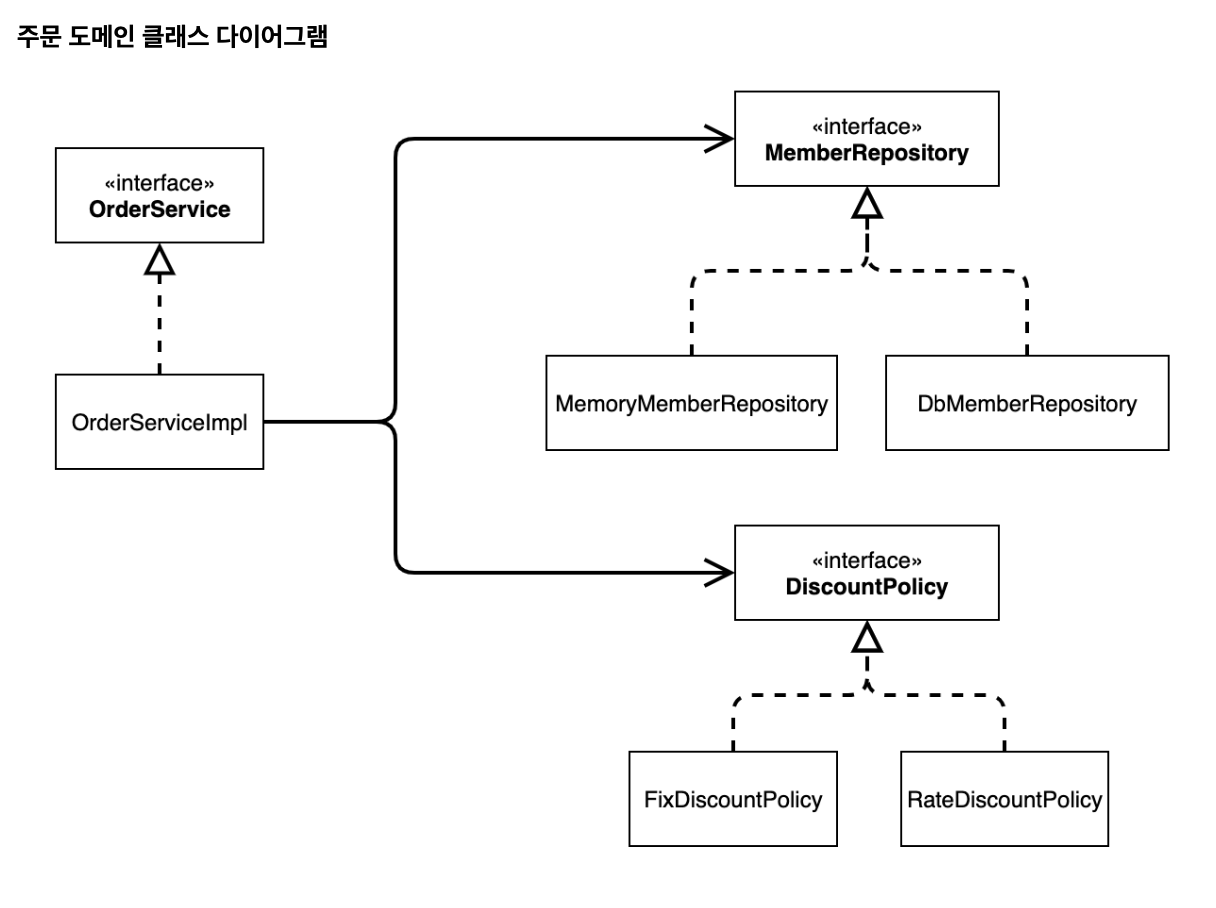 주문 도메인 클래스 다이어그램
«interface»
OrderService
OrderServiceImpl
«interface»
MemberRepository
MemoryMemberRepository
DbMemberRepository
«interface»
DiscountPolicy
FixDiscountPolicy
RateDiscountPolicy